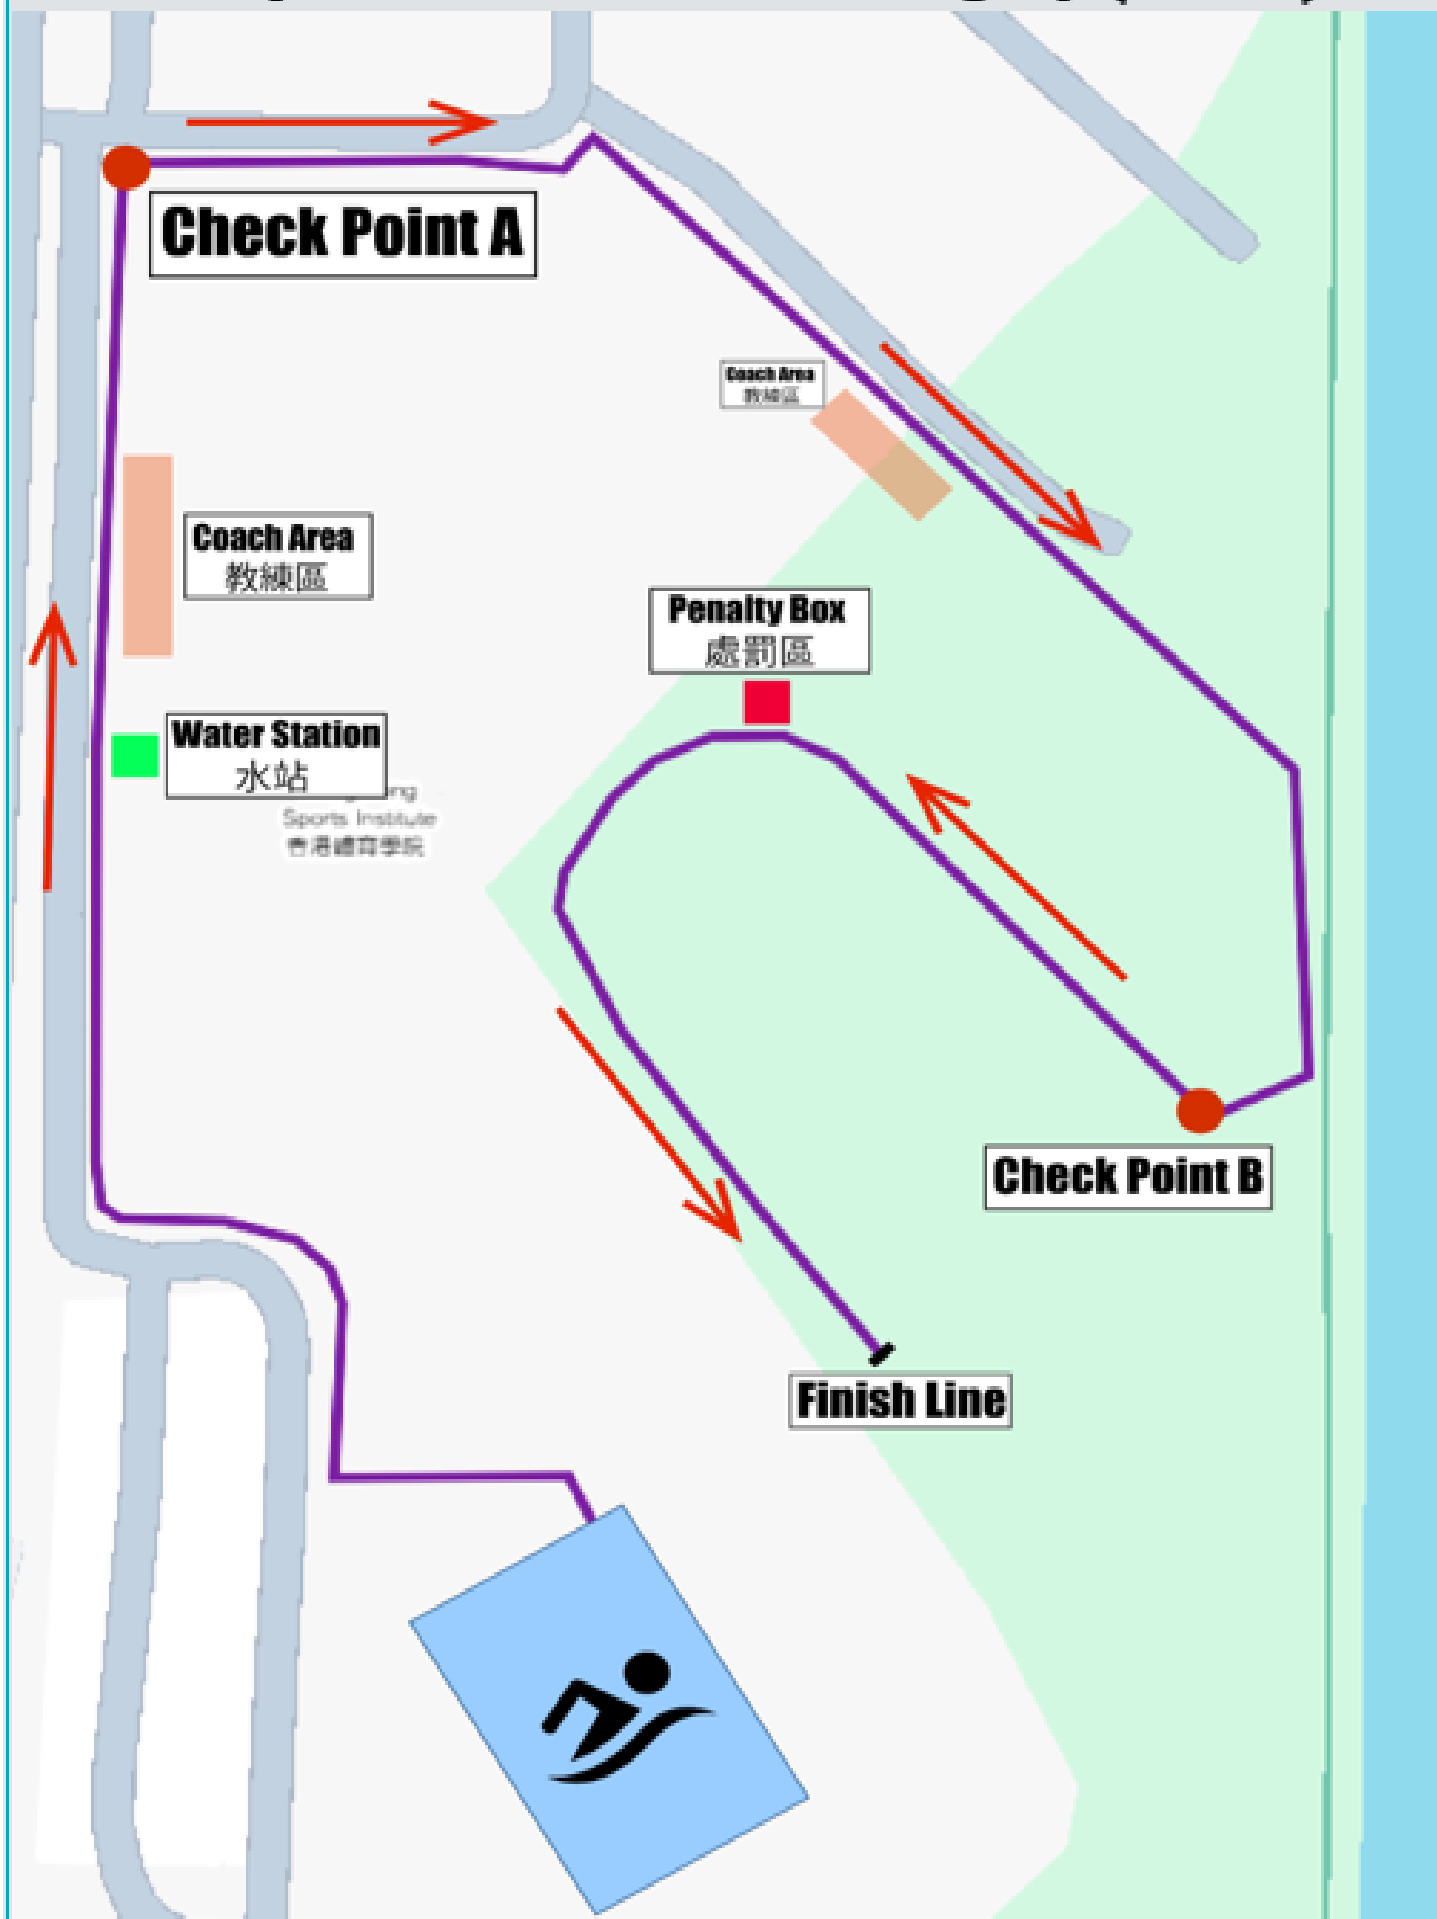 Check Point A
Coach Area
教練區
Coach Area
教練區
Penalty Box
處罰區
Water Station
水站
Sports Institute
香港體育學院
Check Point B
Finish Line